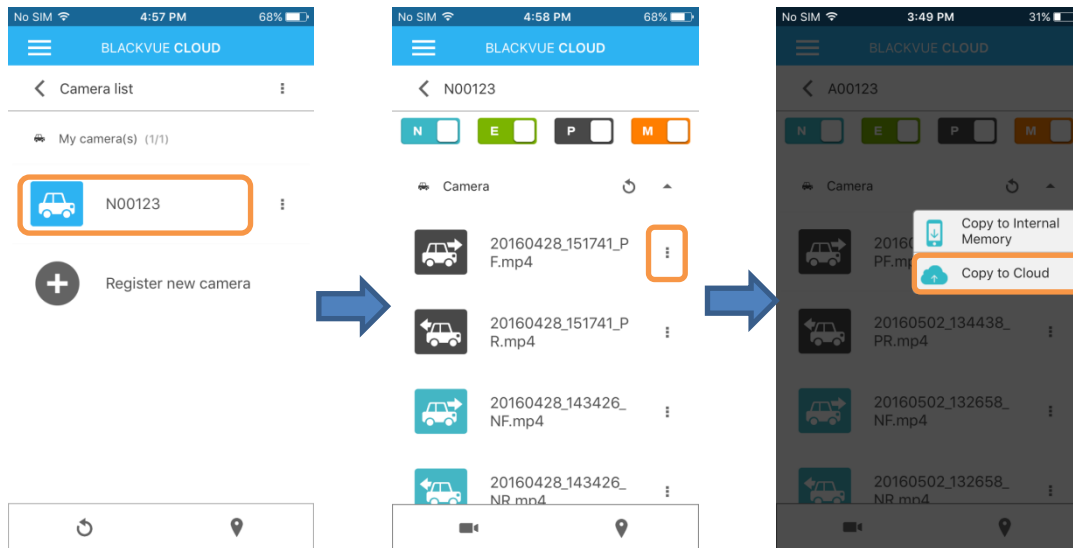 No SIM 4:57 PM 68%
BLACKVUE CLOUD
Camera list
My camera(s) (1/1)
N00123
Register new camera
No SIM 4:58 PM 68%
BLACKVUE CLOUD
N00123
N E P M
Camera
20160428_151741_P
F.mp4
20160428_151741_P
R.mp4
20160428_143426_
NF.mp4
20160428_143426_
NR.mp4
No SIM 3:49 PM 31%
BLACKVUE CLOUD
A00123
N E P M
Camera
Copy to Internal
Memory
Copy to Cloud
2016
PF.mp
20160502_134438_
PR.mp4
20160502_132658_
NF.mp4
20160502_132658_
NR.mp4